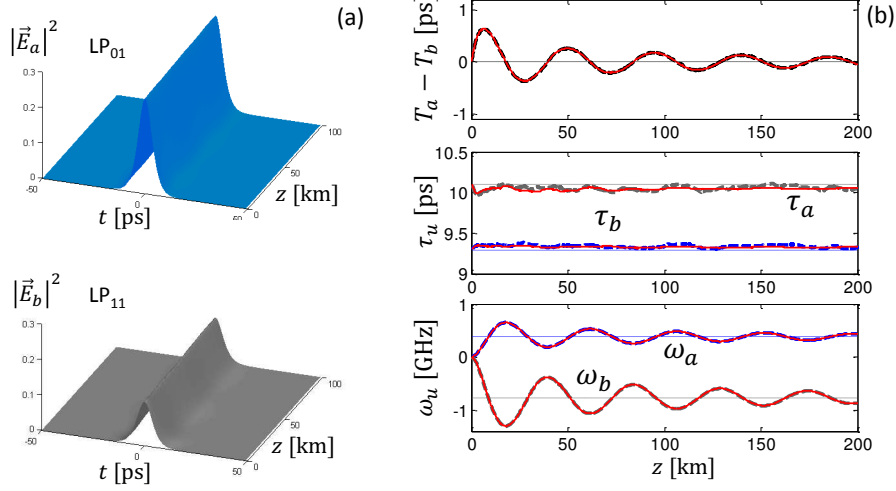 (a)
|E⃗a|² LP01
0.3
0.2
0.1
0
-50
0
50
t [ps]
0
100
z [km]
|E⃗b|² LP11
0.3
0.2
0.1
0
-50
0
50
t [ps]
0
100
z [km]
(b)
Ta − Tb [ps]
1
0
-1
0 50 100 150 200
τu [ps]
10.5
10
9.5
9
τb
τa
0 50 100 150 200
ωu [GHz]
1
0
-1
ωa
ωb
0 50 100 150 200
z [km]